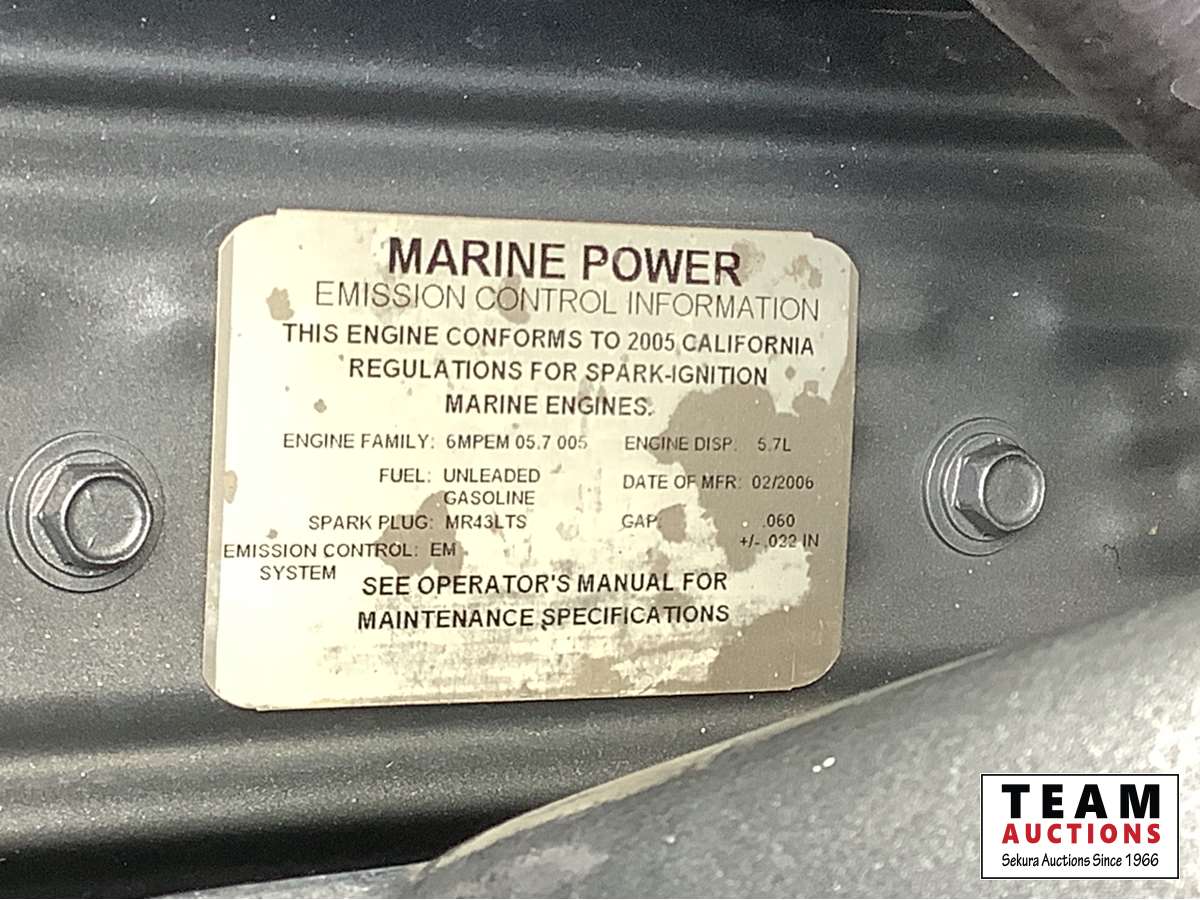 MARINE POWER
EMISSION CONTROL INFORMATION
THIS ENGINE CONFORMS TO 2005 CALIFORNIA
REGULATIONS FOR SPARK-IGNITION
MARINE ENGINES.
ENGINE FAMILY: 6MPEM 05.7 005 ENGINE DISP. 5.7L
FUEL: UNLEADED
GASOLINE
DATE OF MFR: 02/2006
SPARK PLUG: MR43LTS GAP: .060
+/- .022 IN
EMISSION CONTROL: EM
SYSTEM
SEE OPERATOR'S MANUAL FOR
MAINTENANCE SPECIFICATIONS
TEAM
AUCTIONS
Sekura Auctions Since 1966